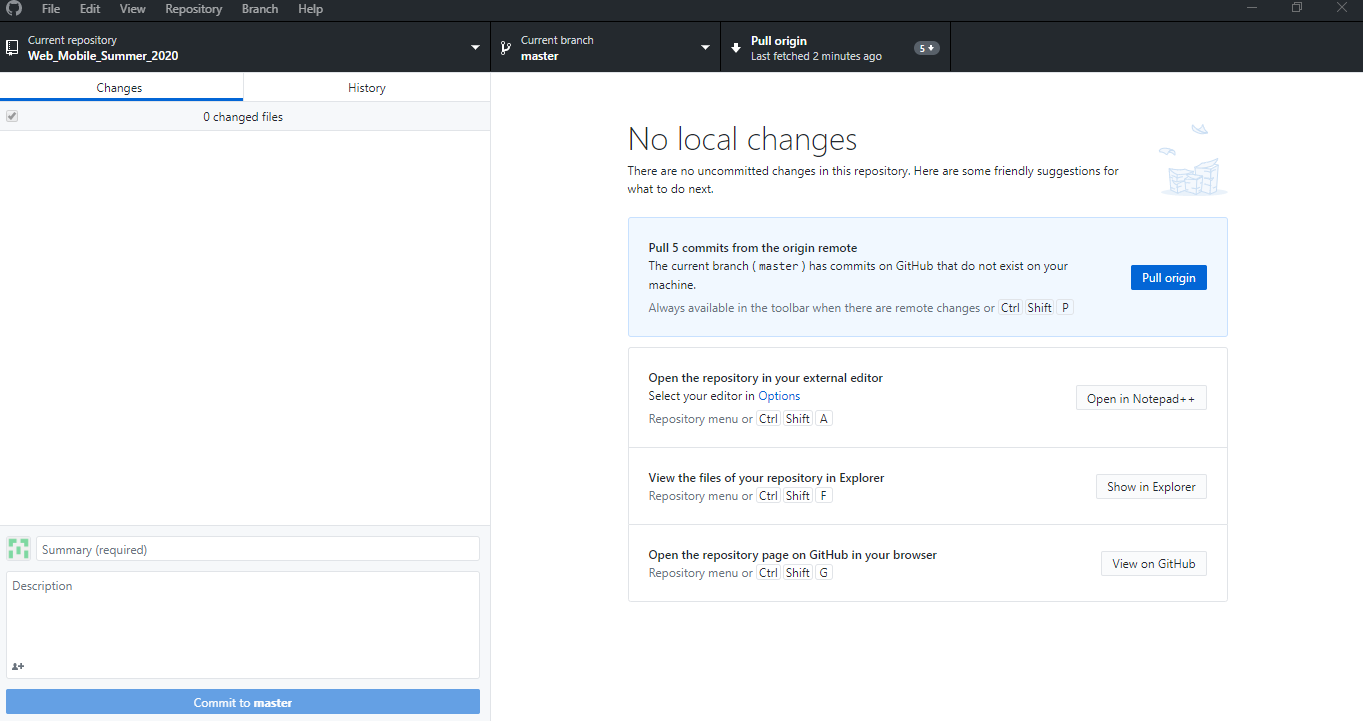 File Edit View Repository Branch Help
Current repository
Web_Mobile_Summer_2020
Current branch
master
Pull origin
Last fetched 2 minutes ago
5
Changes History
0 changed files
No local changes
There are no uncommitted changes in this repository. Here are some friendly suggestions for
what to do next.
Pull 5 commits from the origin remote
The current branch ( master ) has commits on GitHub that do not exist on your
machine.
Always available in the toolbar when there are remote changes or Ctrl Shift P
Pull origin
Open the repository in your external editor
Select your editor in Options
Repository menu or Ctrl Shift A
Open in Notepad++
View the files of your repository in Explorer
Repository menu or Ctrl Shift F
Show in Explorer
Open the repository page on GitHub in your browser
Repository menu or Ctrl Shift G
View on GitHub
Summary (required)
Description
Commit to master